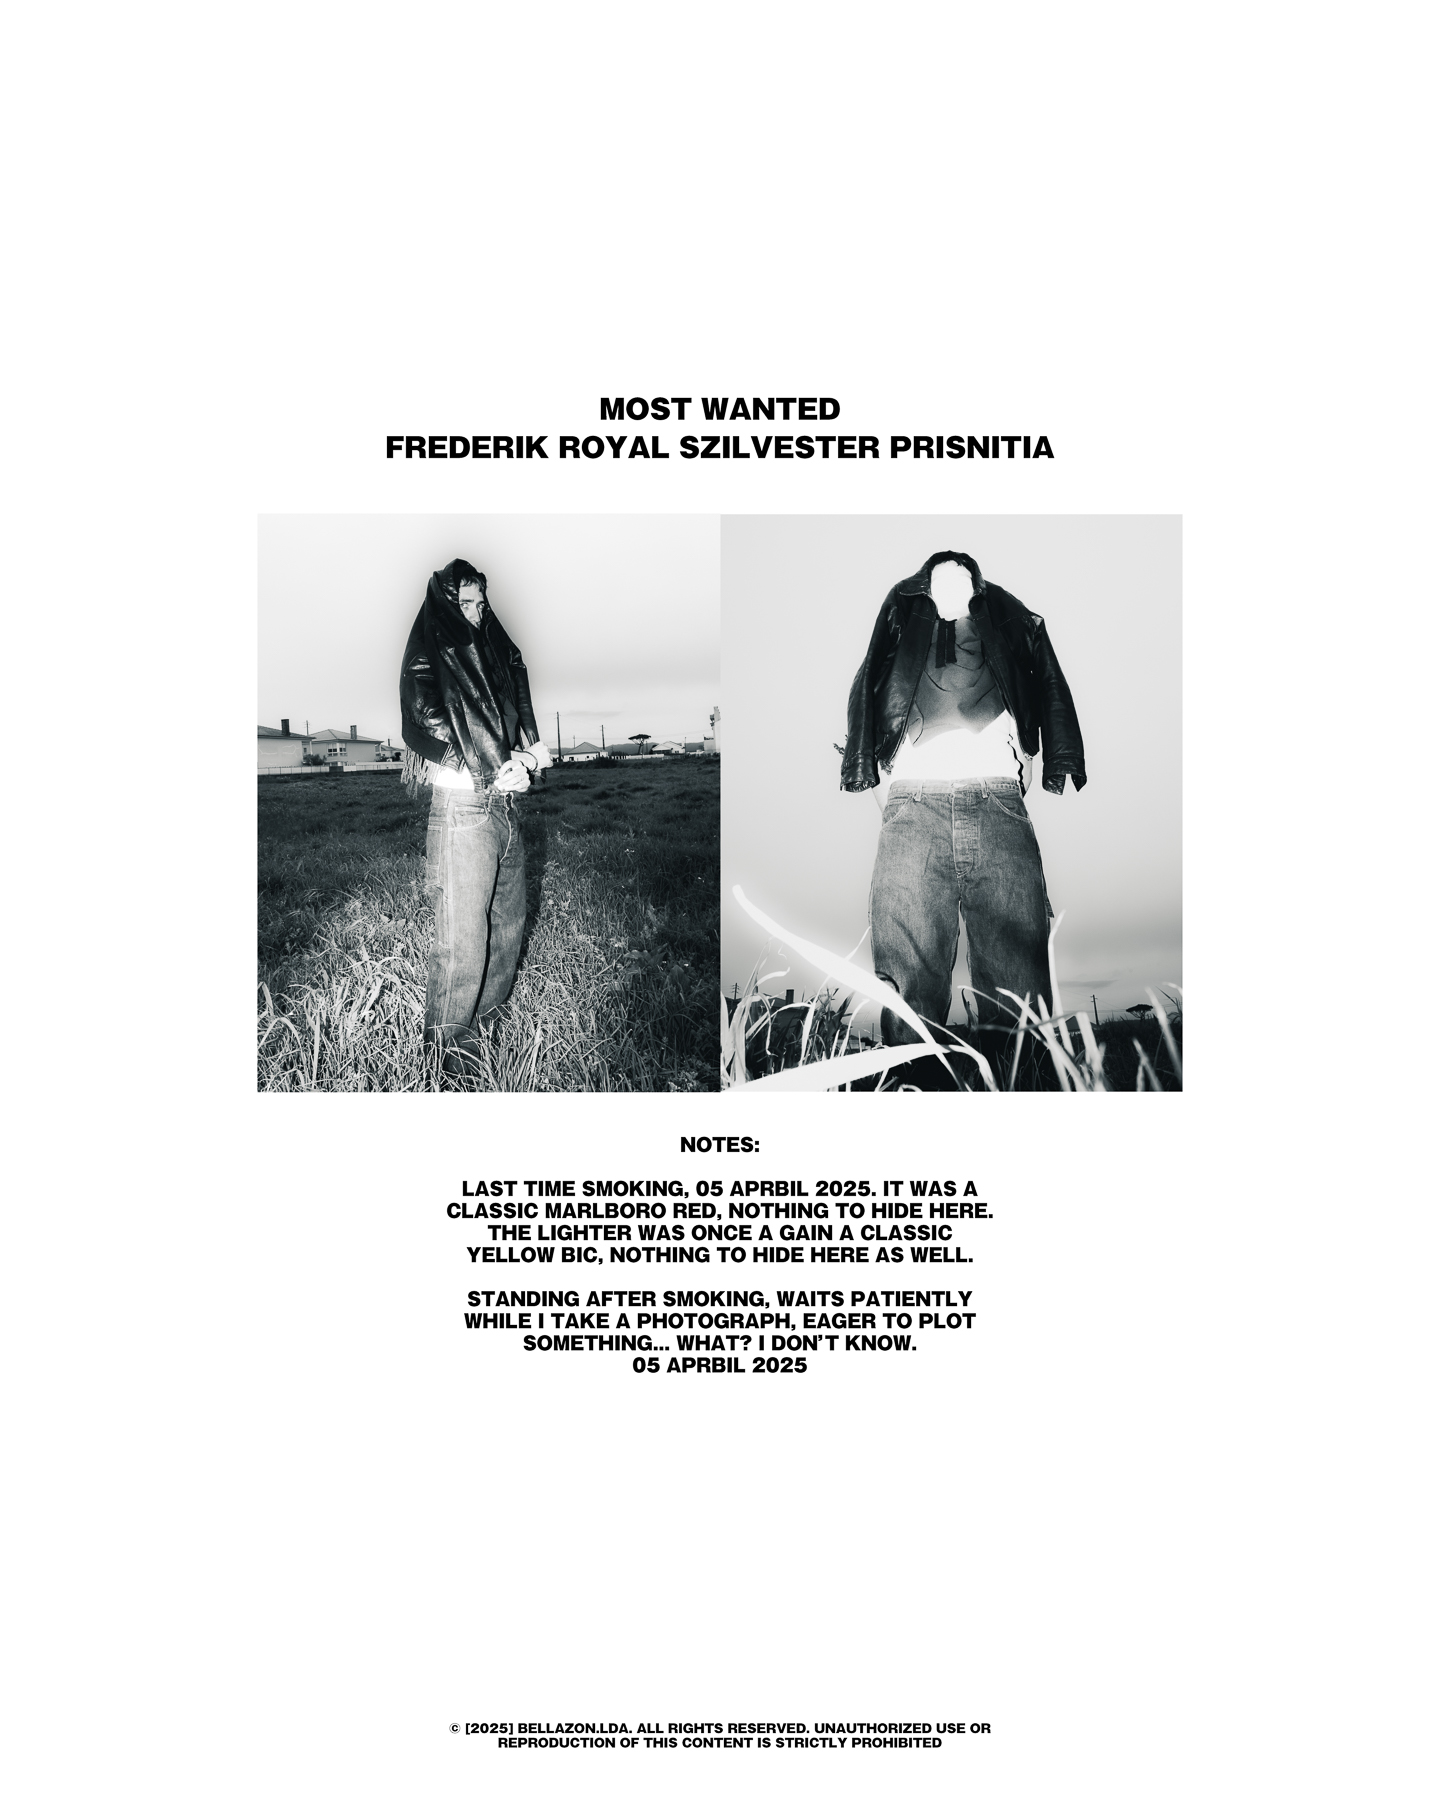 MOST WANTED
FREDERIK ROYAL SZILVESTER PRISNITIA
NOTES:
LAST TIME SMOKING, 05 APRBIL 2025. IT WAS A
CLASSIC MARLBORO RED, NOTHING TO HIDE HERE.
THE LIGHTER WAS ONCE A GAIN A CLASSIC
YELLOW BIC, NOTHING TO HIDE HERE AS WELL.
STANDING AFTER SMOKING, WAITS PATIENTLY
WHILE I TAKE A PHOTOGRAPH, EAGER TO PLOT
SOMETHING... WHAT? I DON’T KNOW.
05 APRBIL 2025
© [2025] BELLAZON.LDA. ALL RIGHTS RESERVED. UNAUTHORIZED USE OR
REPRODUCTION OF THIS CONTENT IS STRICTLY PROHIBITED